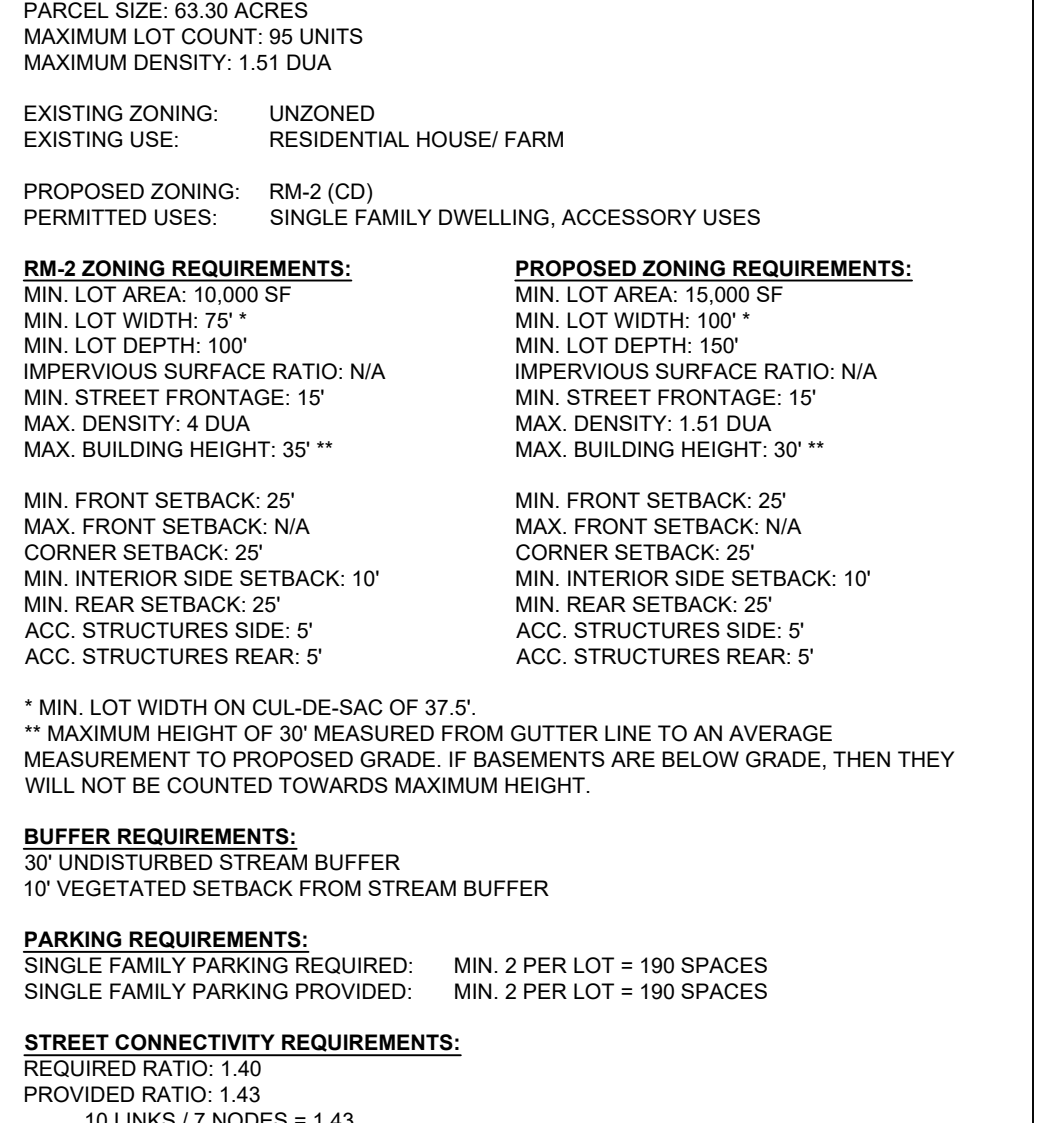 PARCEL SIZE: 63.30 ACRES
MAXIMUM LOT COUNT: 95 UNITS
MAXIMUM DENSITY: 1.51 DUA
EXISTING ZONING: UNZONED
EXISTING USE: RESIDENTIAL HOUSE/ FARM
PROPOSED ZONING: RM-2 (CD)
PERMITTED USES: SINGLE FAMILY DWELLING, ACCESSORY USES
RM-2 ZONING REQUIREMENTS:
MIN. LOT AREA: 10,000 SF
MIN. LOT WIDTH: 75' *
MIN. LOT DEPTH: 100'
IMPERVIOUS SURFACE RATIO: N/A
MIN. STREET FRONTAGE: 15'
MAX. DENSITY: 4 DUA
MAX. BUILDING HEIGHT: 35' **
MIN. FRONT SETBACK: 25'
MAX. FRONT SETBACK: N/A
CORNER SETBACK: 25'
MIN. INTERIOR SIDE SETBACK: 10'
MIN. REAR SETBACK: 25'
ACC. STRUCTURES SIDE: 5'
ACC. STRUCTURES REAR: 5'
PROPOSED ZONING REQUIREMENTS:
MIN. LOT AREA: 15,000 SF
MIN. LOT WIDTH: 100' *
MIN. LOT DEPTH: 150'
IMPERVIOUS SURFACE RATIO: N/A
MIN. STREET FRONTAGE: 15'
MAX. DENSITY: 1.51 DUA
MAX. BUILDING HEIGHT: 30' **
MIN. FRONT SETBACK: 25'
MAX. FRONT SETBACK: N/A
CORNER SETBACK: 25'
MIN. INTERIOR SIDE SETBACK: 10'
MIN. REAR SETBACK: 25'
ACC. STRUCTURES SIDE: 5'
ACC. STRUCTURES REAR: 5'
* MIN. LOT WIDTH ON CUL-DE-SAC OF 37.5'.
** MAXIMUM HEIGHT OF 30' MEASURED FROM GUTTER LINE TO AN AVERAGE
MEASUREMENT TO PROPOSED GRADE. IF BASEMENTS ARE BELOW GRADE, THEN THEY
WILL NOT BE COUNTED TOWARDS MAXIMUM HEIGHT.
BUFFER REQUIREMENTS:
30' UNDISTURBED STREAM BUFFER
10' VEGETATED SETBACK FROM STREAM BUFFER
PARKING REQUIREMENTS:
SINGLE FAMILY PARKING REQUIRED: MIN. 2 PER LOT = 190 SPACES
SINGLE FAMILY PARKING PROVIDED: MIN. 2 PER LOT = 190 SPACES
STREET CONNECTIVITY REQUIREMENTS:
REQUIRED RATIO: 1.40
PROVIDED RATIO: 1.43
10 LINKS / 7 NODES = 1.43